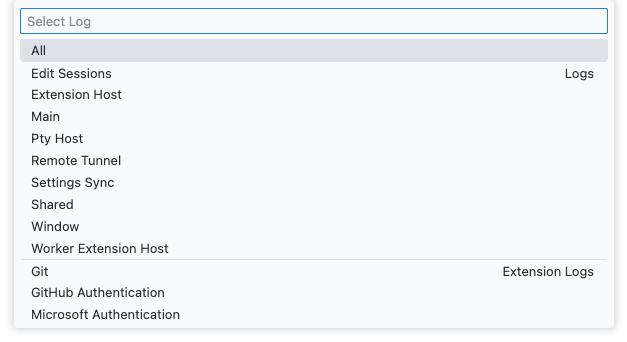 Select Log
All
Edit Sessions Logs
Extension Host
Main
Pty Host
Remote Tunnel
Settings Sync
Shared
Window
Worker Extension Host
Git Extension Logs
GitHub Authentication
Microsoft Authentication